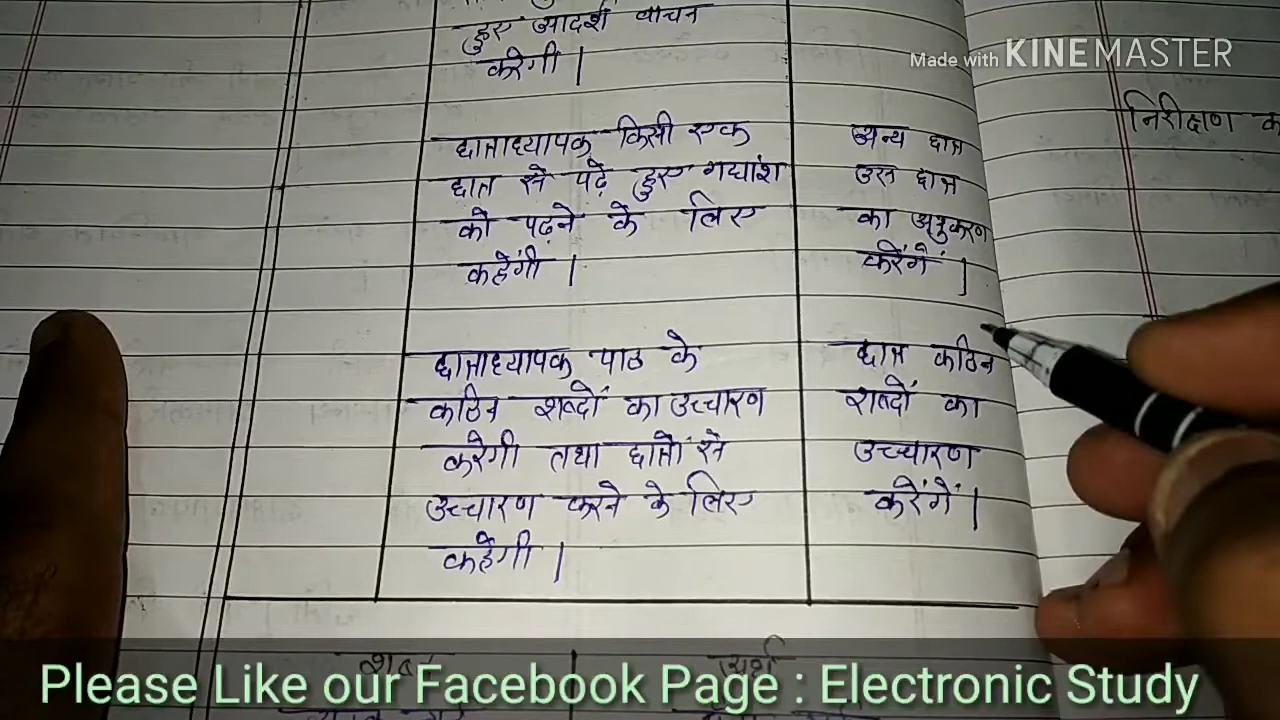 हुए आदर्श वाचन
करेगी |
Made with KINEMASTER
निरीक्षण क
छात्राध्यापक किसी एक
छात्र से पढ़े हुए गद्यांश
को पढ़ने के लिए
कहेंगी |
अन्य छात्र
उस छात्र
का अनुकरण
करेंगें |
छात्राध्यापक पाठ के
कठिन शब्दों का उच्चारण
करेगी तथा छात्रों से
उच्चारण करने के लिए
कहेगी |
छात्र कठिन
शब्दों का
उच्चारण
करेंगें |
शब्द
अर्थ
Please Like our Facebook Page : Electronic Study